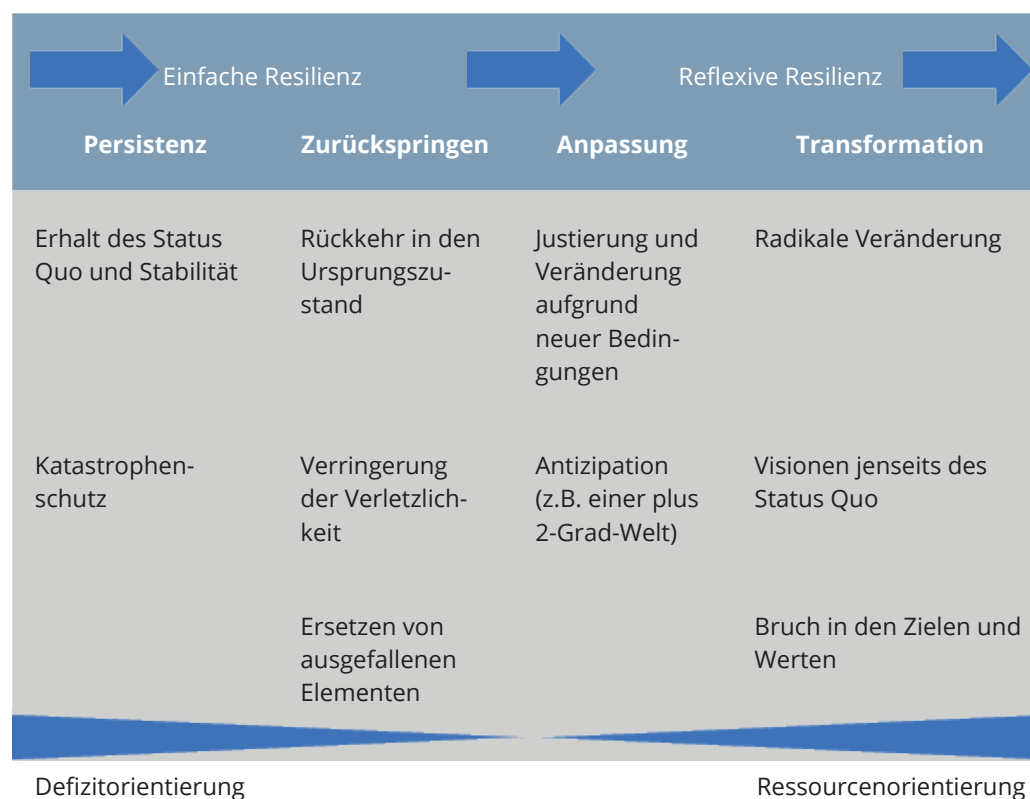 Einfache Resilienz
Reflexive Resilienz
Persistenz
Zurückspringen
Anpassung
Transformation
Erhalt des Status
Quo und Stabilität
Rückkehr in den
Ursprungszu-
stand
Justierung und
Veränderung
aufgrund
neuer Bedin-
gungen
Radikale Veränderung
Katastrophen-
schutz
Verringerung
der Verletzlich-
keit
Antizipation
(z.B. einer plus
2-Grad-Welt)
Visionen jenseits des
Status Quo
Ersetzen von
ausgefallenen
Elementen
Bruch in den Zielen und
Werten
Defizitorientierung
Ressourcenorientierung